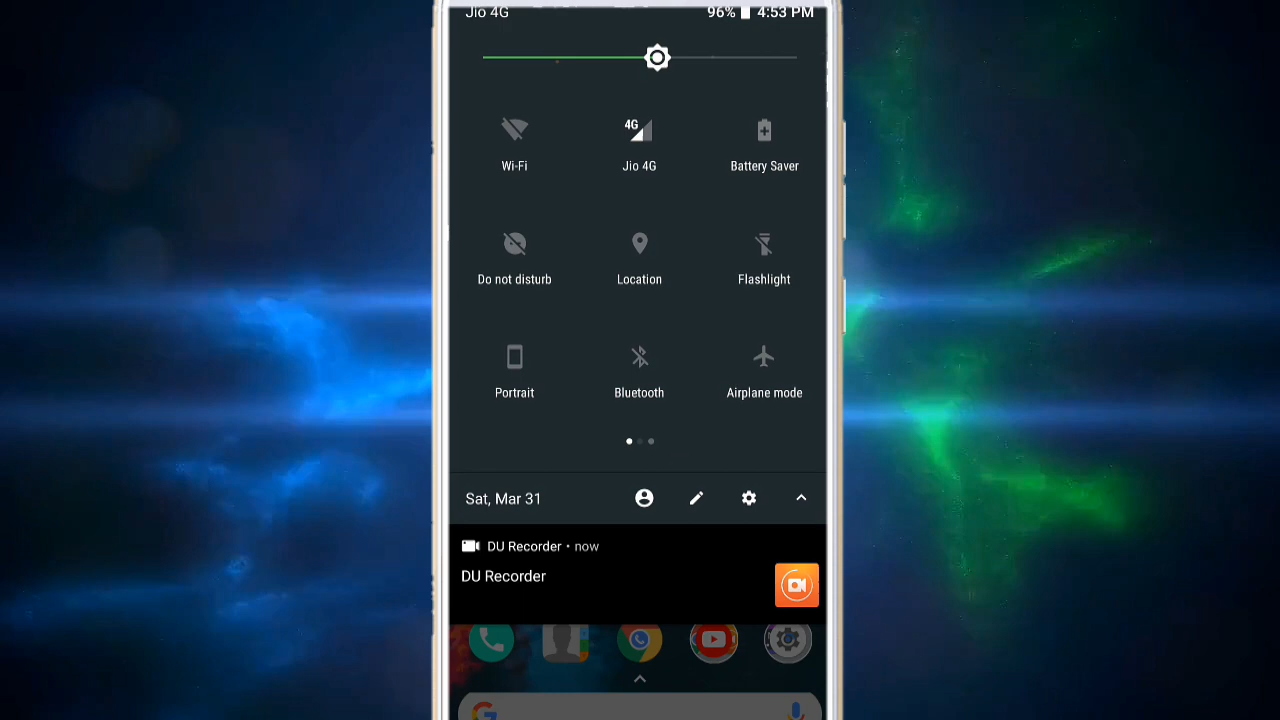 Jio 4G 96% 4:53 PM
4G
Wi-Fi Jio 4G Battery Saver
Do not disturb Location Flashlight
Portrait Bluetooth Airplane mode
Sat, Mar 31
DU Recorder • now
DU Recorder